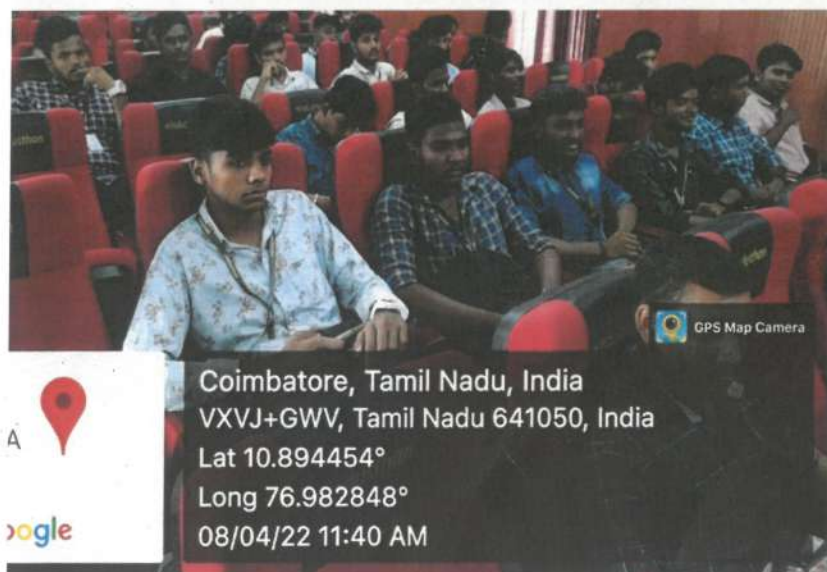 GPS Map Camera
Coimbatore, Tamil Nadu, India
VXVJ+GWV, Tamil Nadu 641050, India
Lat 10.894454°
Long 76.982848°
08/04/22 11:40 AM
A
oogle